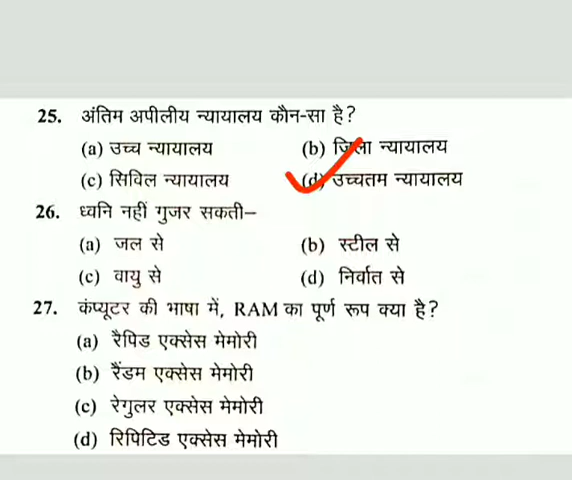 25. अंतिम अपीलीय न्यायालय कौन-सा है?
(a) उच्च न्यायालय (b) जिला न्यायालय
(c) सिविल न्यायालय (d) उच्चतम न्यायालय
26. ध्वनि नहीं गुजर सकती–
(a) जल से (b) स्टील से
(c) वायु से (d) निर्वात से
27. कंप्यूटर की भाषा में, RAM का पूर्ण रूप क्या है?
(a) रैपिड एक्सेस मेमोरी
(b) रैंडम एक्सेस मेमोरी
(c) रेगुलर एक्सेस मेमोरी
(d) रिपिटिड एक्सेस मेमोरी